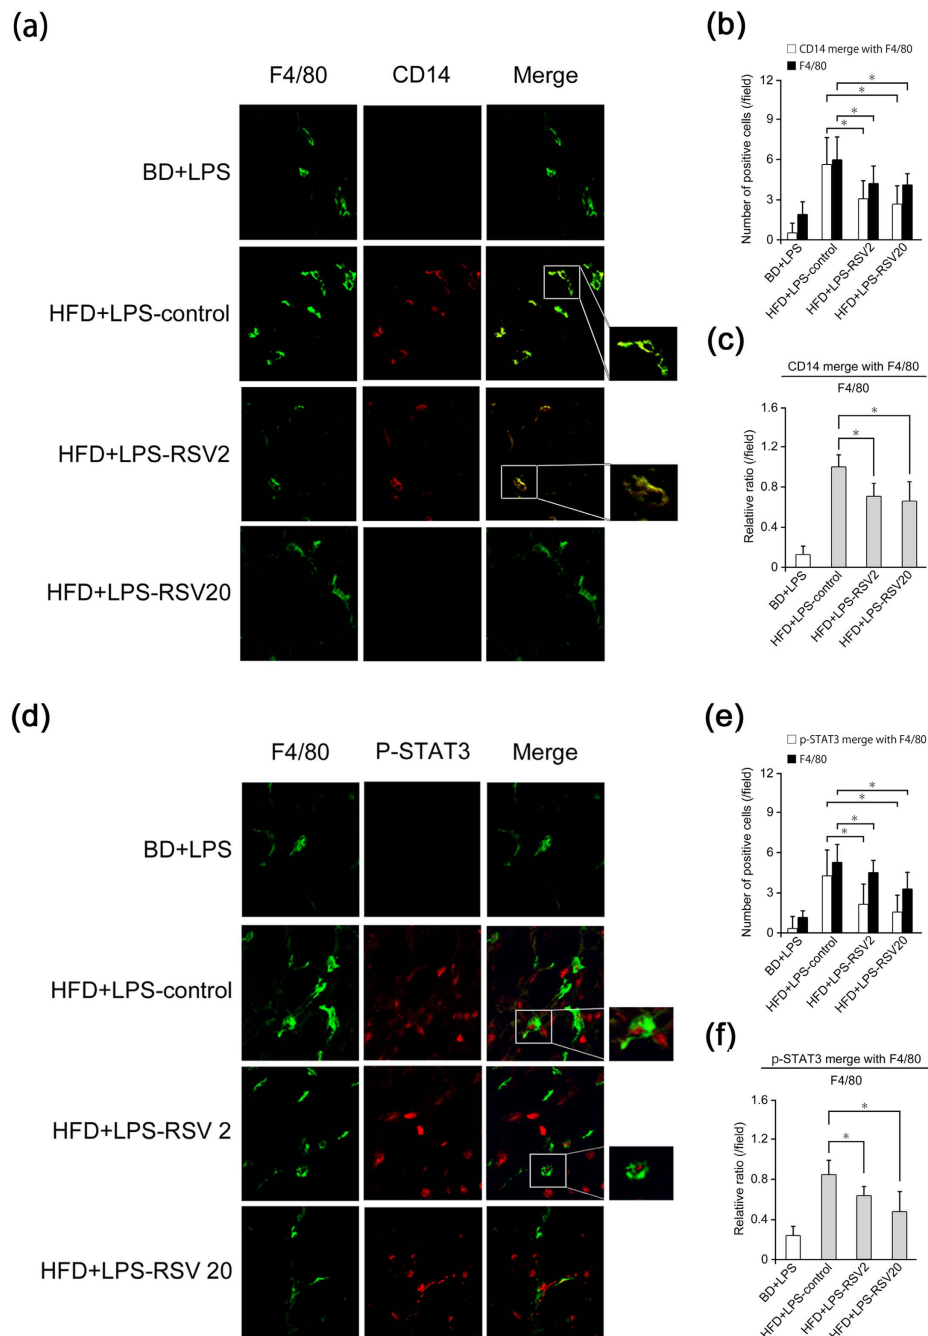 (a)
F4/80 CD14 Merge
BD+LPS
HFD+LPS-control
HFD+LPS-RSV2
HFD+LPS-RSV20
(b)
CD14 merge with F4/80
F4/80
Number of positive cells (/field)
12
9
6
3
0
*
*
*
*
BD+LPS
HFD+LPS-control
HFD+LPS-RSV2
HFD+LPS-RSV20
(c)
CD14 merge with F4/80
F4/80
Relatiive ratio (/field)
1.6
1.2
0.8
0.4
0
*
*
BD+LPS
HFD+LPS-control
HFD+LPS-RSV2
HFD+LPS-RSV20
(d)
F4/80 P-STAT3 Merge
BD+LPS
HFD+LPS-control
HFD+LPS-RSV 2
HFD+LPS-RSV 20
(e)
p-STAT3 merge with F4/80
F4/80
Number of positive cells (/field)
12
9
6
3
0
*
*
*
*
BD+LPS
HFD+LPS-control
HFD+LPS-RSV2
HFD+LPS-RSV20
(f)
p-STAT3 merge with F4/80
F4/80
Relatiive ratio (/field)
1.6
1.2
0.8
0.4
0
*
*
BD+LPS
HFD+LPS-control
HFD+LPS-RSV2
HFD+LPS-RSV20